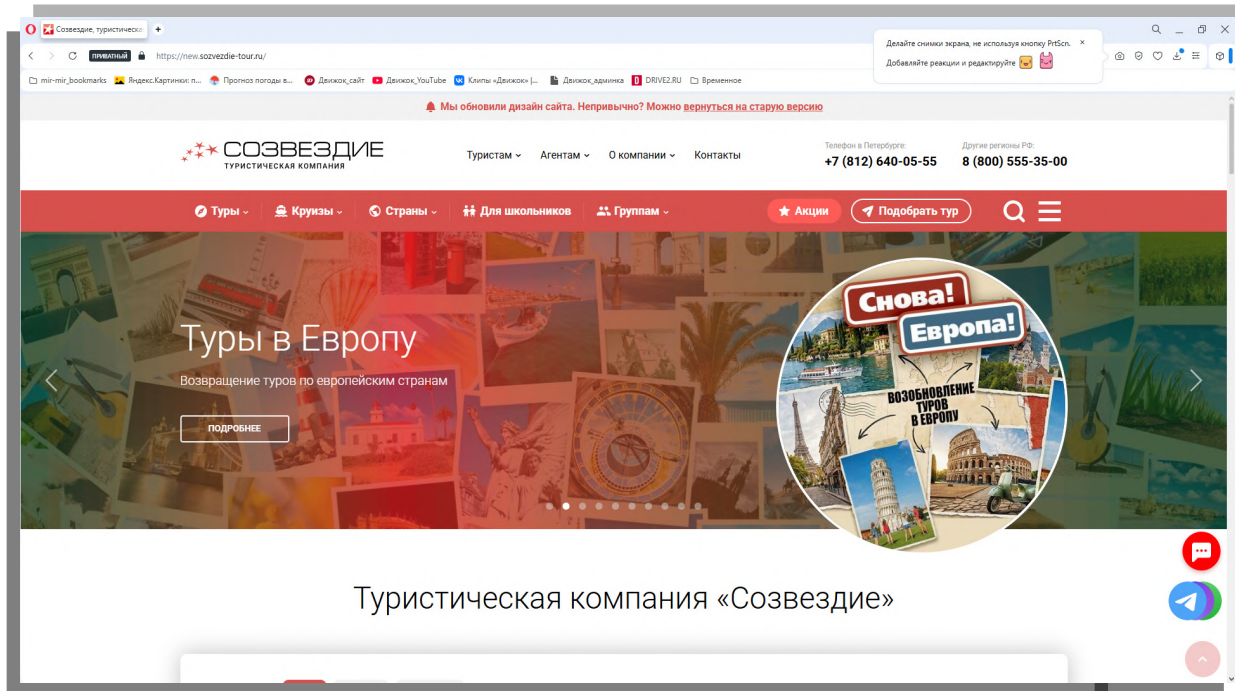 Созвездие, туристическа
Делайте снимки экрана, не используя кнопку PrtScn.
Добавляйте реакции и редактируйте
ПРИВАТНЫЙ https://new.sozvezdie-tour.ru/
mir-mir_bookmarks Яндекс.Картинки: п... Прогноз погоды в... Движок_сайт Движок_YouTube Клипы «Движок» |... Движок_админка DRIVE2.RU Временное
Мы обновили дизайн сайта. Непривычно? Можно вернуться на старую версию
СОЗВЕЗДИЕ
ТУРИСТИЧЕСКАЯ КОМПАНИЯ
Туристам Агентам О компании Контакты
Телефон в Петербурге: Другие регионы РФ:
+7 (812) 640-05-55 8 (800) 555-35-00
Туры Круизы Страны Для школьников Группам Акции Подобрать тур
Снова!
Европа!
Туры в Европу
Возвращение туров по европейским странам
ПОДРОБНЕЕ
ВОЗОБНОВЛЕНИЕ
ТУРОВ
В ЕВРОПУ
Туристическая компания «Созвездие»